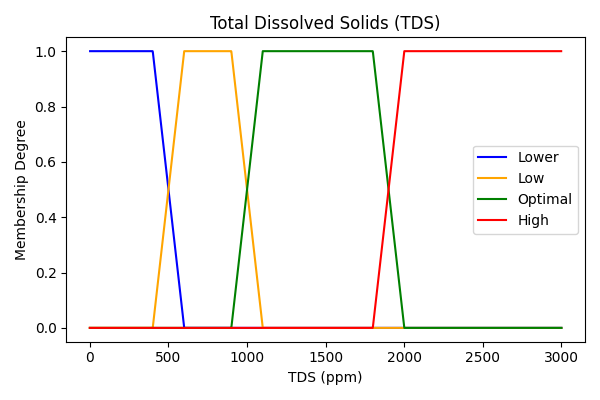 Total Dissolved Solids (TDS)
1.0
0.8
0.6
0.4
0.2
0.0
Membership Degree
Lower
Low
Optimal
High
0 500 1000 1500 2000 2500 3000
TDS (ppm)